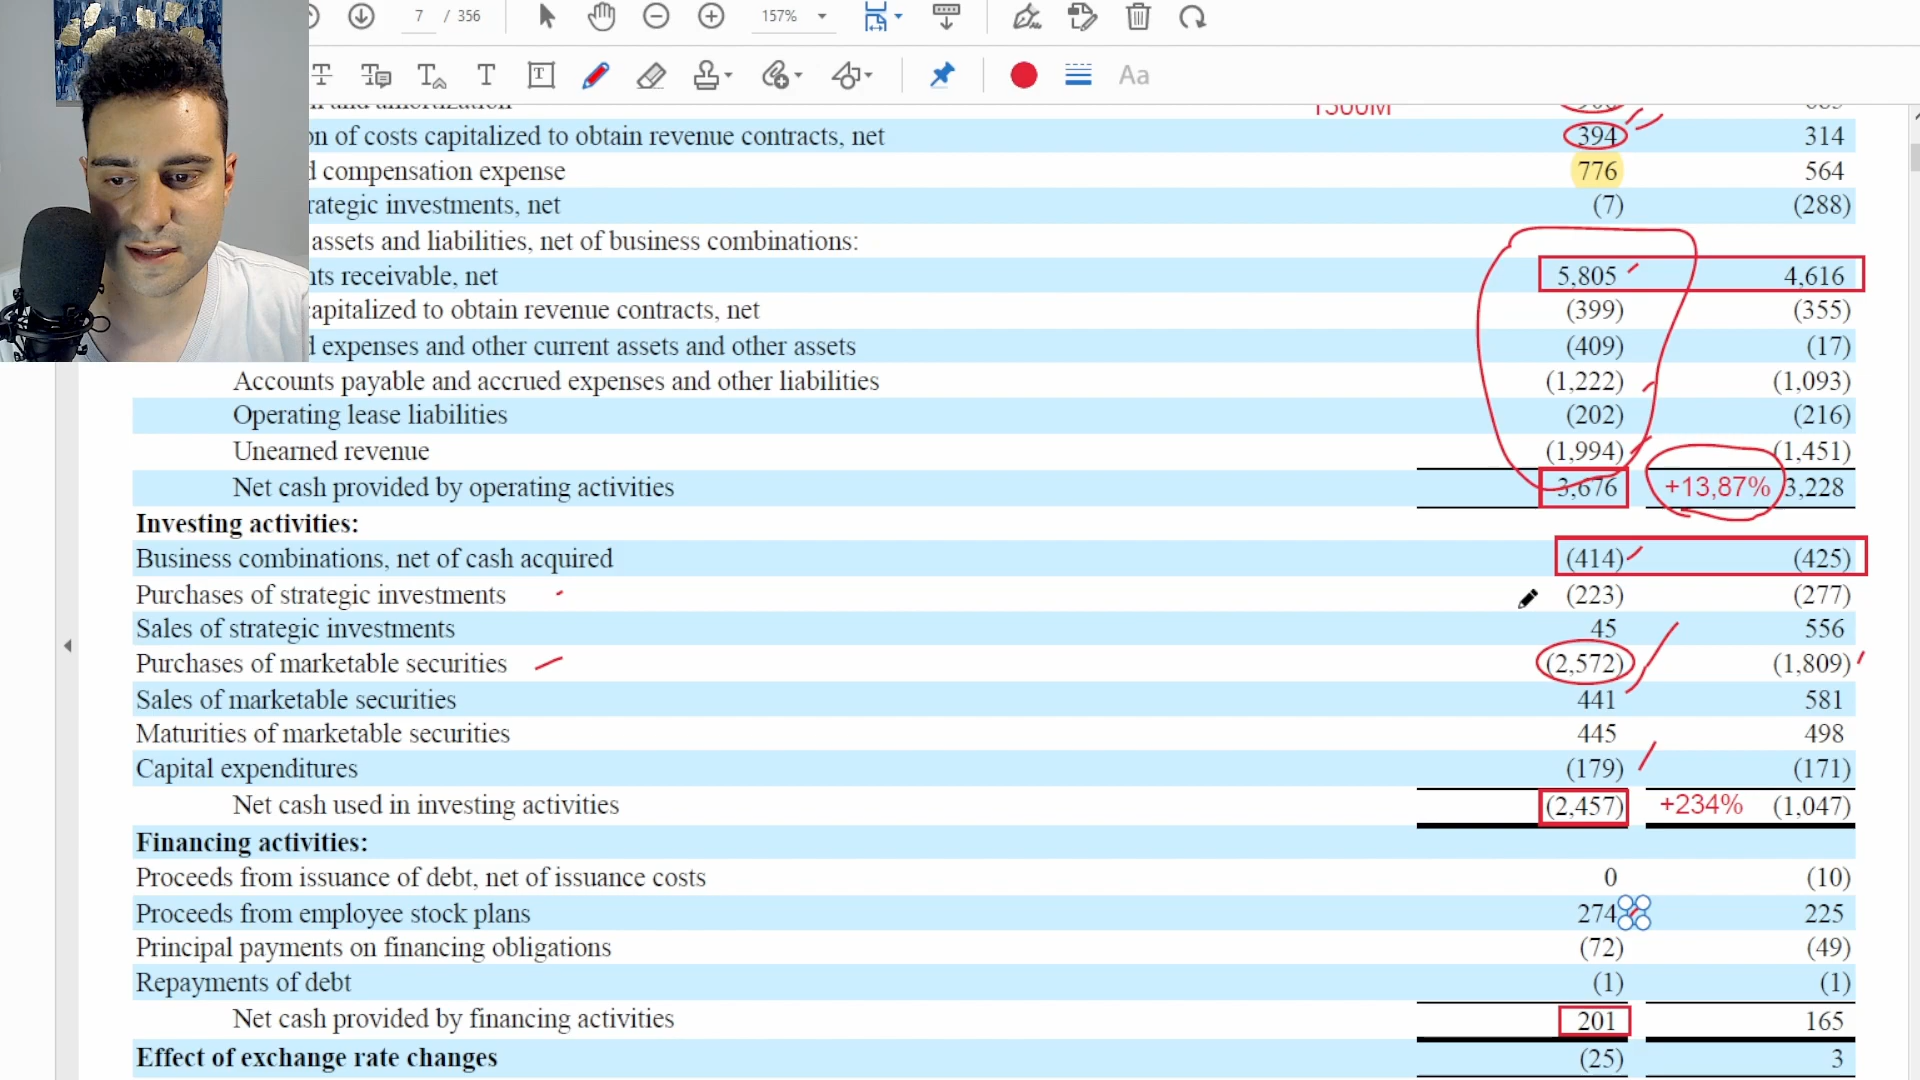 7 / 356 157%
Aa
n and amortization 1300M 900 685
on of costs capitalized to obtain revenue contracts, net 394 314
d compensation expense 776 564
rategic investments, net (7) (288)
assets and liabilities, net of business combinations:
nts receivable, net 5,805 4,616
apitalized to obtain revenue contracts, net (399) (355)
d expenses and other current assets and other assets (409) (17)
Accounts payable and accrued expenses and other liabilities (1,222) (1,093)
Operating lease liabilities (202) (216)
Unearned revenue (1,994) (1,451)
Net cash provided by operating activities 3,676 +13,87% 3,228
Investing activities:
Business combinations, net of cash acquired (414) (425)
Purchases of strategic investments (223) (277)
Sales of strategic investments 45 556
Purchases of marketable securities (2,572) (1,809)
Sales of marketable securities 441 581
Maturities of marketable securities 445 498
Capital expenditures (179) (171)
Net cash used in investing activities (2,457) +234% (1,047)
Financing activities:
Proceeds from issuance of debt, net of issuance costs 0 (10)
Proceeds from employee stock plans 274 225
Principal payments on financing obligations (72) (49)
Repayments of debt (1) (1)
Net cash provided by financing activities 201 165
Effect of exchange rate changes (25) 3